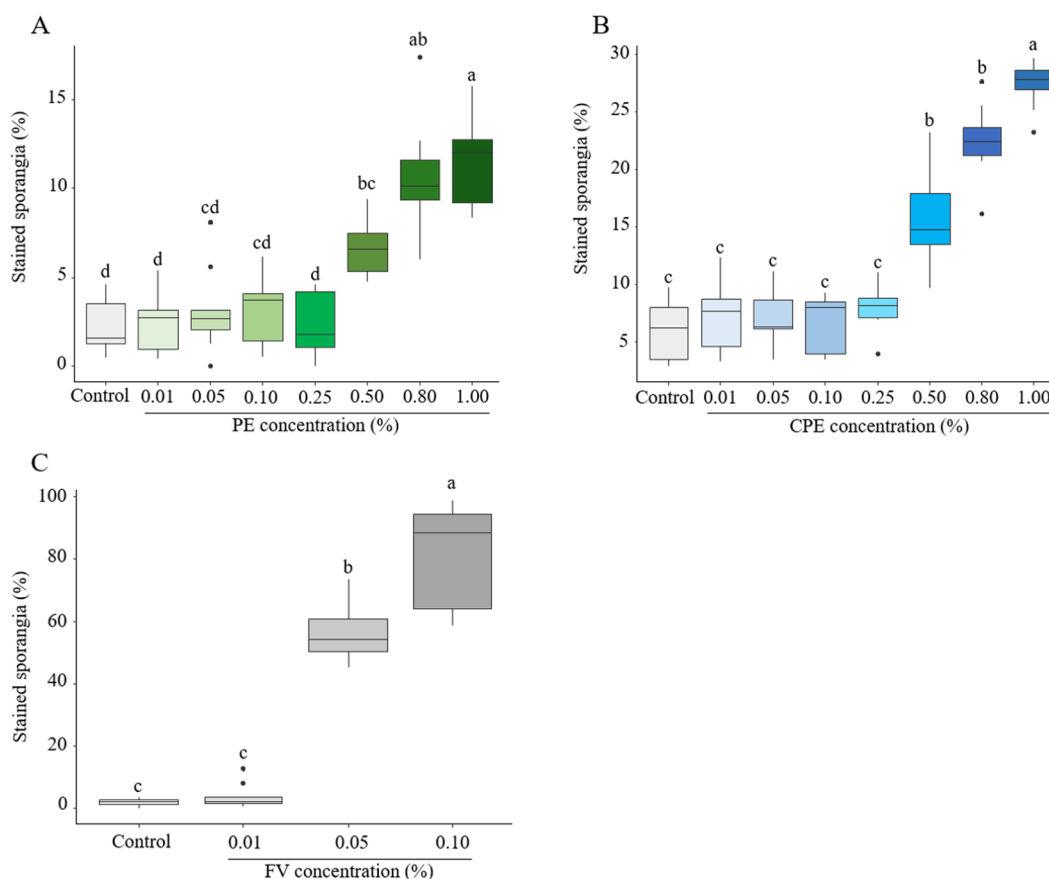 A
Stained sporangia (%)
15
10
5
0
d
d
cd
cd
d
bc
ab
a
Control 0.01 0.05 0.10 0.25 0.50 0.80 1.00
PE concentration (%)
B
Stained sporangia (%)
30
25
20
15
10
5
c
c
c
c
c
b
b
a
Control 0.01 0.05 0.10 0.25 0.50 0.80 1.00
CPE concentration (%)
C
Stained sporangia (%)
100
80
60
40
20
0
c
c
b
a
Control 0.01 0.05 0.10
FV concentration (%)